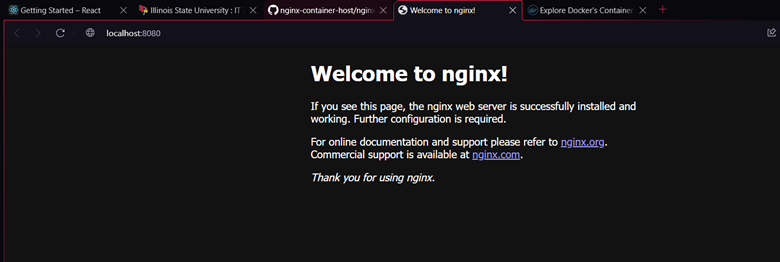 Getting Started – React
Illinois State University : IT
nginx-container-host/nginx
Welcome to nginx!
Explore Docker's Container
localhost:8080
Welcome to nginx!
If you see this page, the nginx web server is successfully installed and
working. Further configuration is required.
For online documentation and support please refer to nginx.org.
Commercial support is available at nginx.com.
Thank you for using nginx.